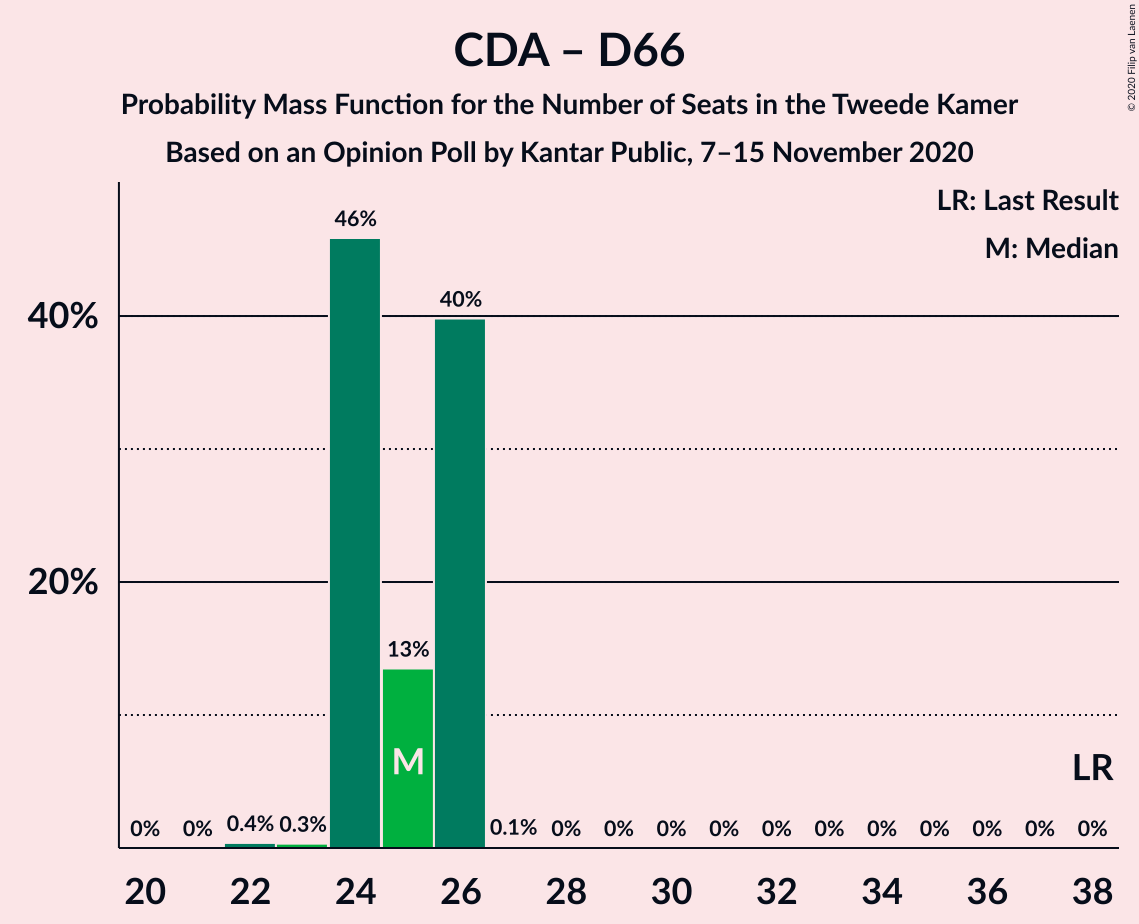 CDA – D66
Probability Mass Function for the Number of Seats in the Tweede Kamer
Based on an Opinion Poll by Kantar Public, 7–15 November 2020
© 2020 Filip van Laenen
LR: Last Result
M: Median
40%
20%
0% 0% 0.4% 0.3% 46% 13% 40% 0.1% 0% 0% 0% 0% 0% 0% 0% 0% 0% 0% 0%
M
LR
20 22 24 26 28 30 32 34 36 38